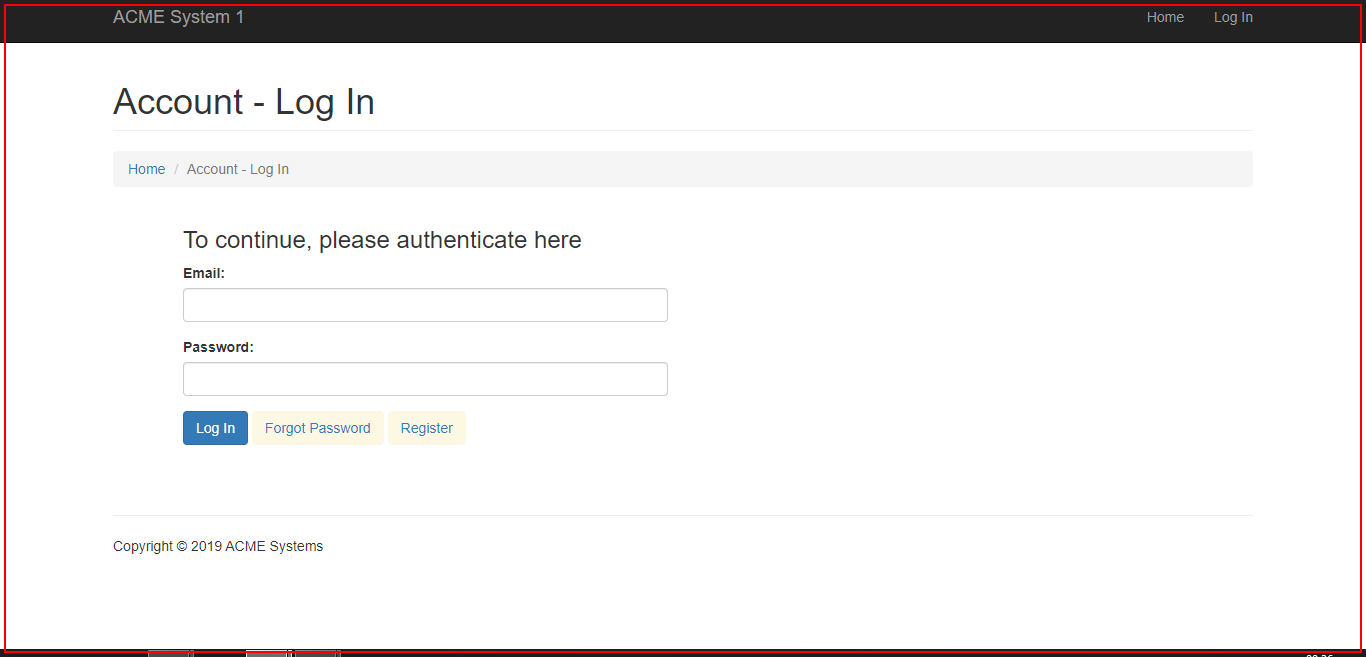 ACME System 1
Home Log In
Account - Log In
Home / Account - Log In
To continue, please authenticate here
Email:
Password:
Log In Forgot Password Register
Copyright © 2019 ACME Systems